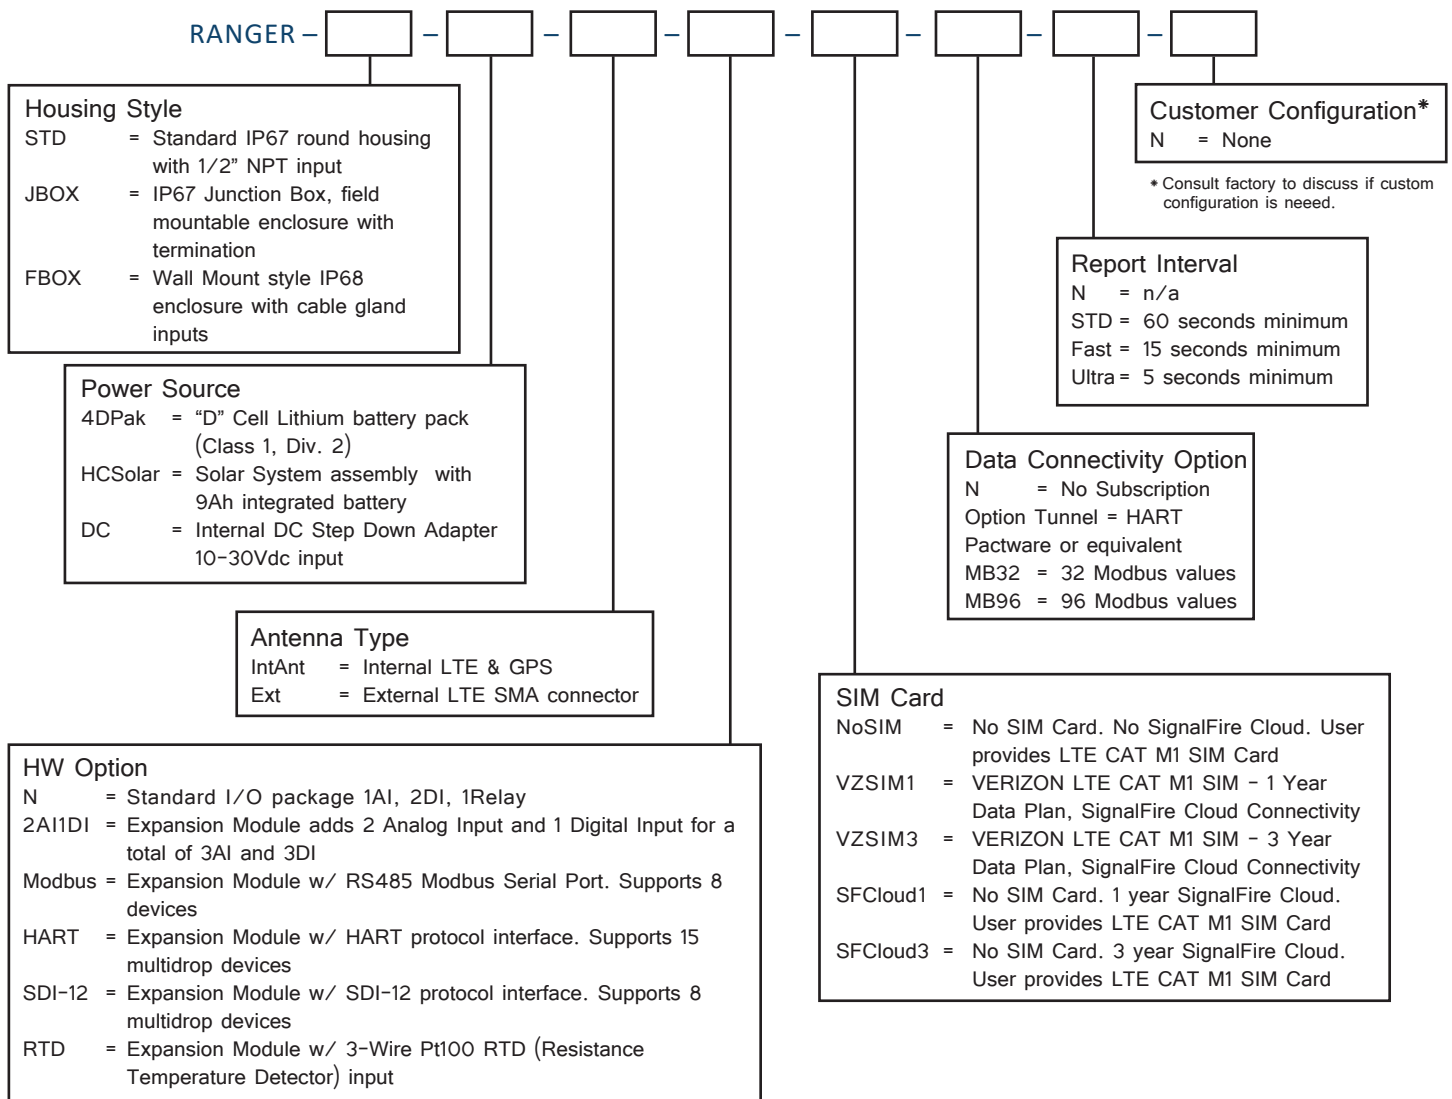 RANGER – – – – – – – –
Housing Style
STD = Standard IP67 round housing
with 1/2” NPT input
JBOX = IP67 Junction Box, field
mountable enclosure with
termination
FBOX = Wall Mount style IP68
enclosure with cable gland
inputs
Power Source
4DPak = “D” Cell Lithium battery pack
(Class 1, Div. 2)
HCSolar = Solar System assembly with
9Ah integrated battery
DC = Internal DC Step Down Adapter
10-30Vdc input
Antenna Type
IntAnt = Internal LTE & GPS
Ext = External LTE SMA connector
HW Option
N = Standard I/O package 1AI, 2DI, 1Relay
2AI1DI = Expansion Module adds 2 Analog Input and 1 Digital Input for a
total of 3AI and 3DI
Modbus = Expansion Module w/ RS485 Modbus Serial Port. Supports 8
devices
HART = Expansion Module w/ HART protocol interface. Supports 15
multidrop devices
SDI-12 = Expansion Module w/ SDI-12 protocol interface. Supports 8
multidrop devices
RTD = Expansion Module w/ 3-Wire Pt100 RTD (Resistance
Temperature Detector) input
SIM Card
NoSIM = No SIM Card. No SignalFire Cloud. User
provides LTE CAT M1 SIM Card
VZSIM1 = VERIZON LTE CAT M1 SIM - 1 Year
Data Plan, SignalFire Cloud Connectivity
VZSIM3 = VERIZON LTE CAT M1 SIM - 3 Year
Data Plan, SignalFire Cloud Connectivity
SFCloud1 = No SIM Card. 1 year SignalFire Cloud.
User provides LTE CAT M1 SIM Card
SFCloud3 = No SIM Card. 3 year SignalFire Cloud.
User provides LTE CAT M1 SIM Card
Data Connectivity Option
N = No Subscription
Option Tunnel = HART
Pactware or equivalent
MB32 = 32 Modbus values
MB96 = 96 Modbus values
Report Interval
N = n/a
STD = 60 seconds minimum
Fast = 15 seconds minimum
Ultra = 5 seconds minimum
Customer Configuration*
N = None
* Consult factory to discuss if custom
configuration is neeed.